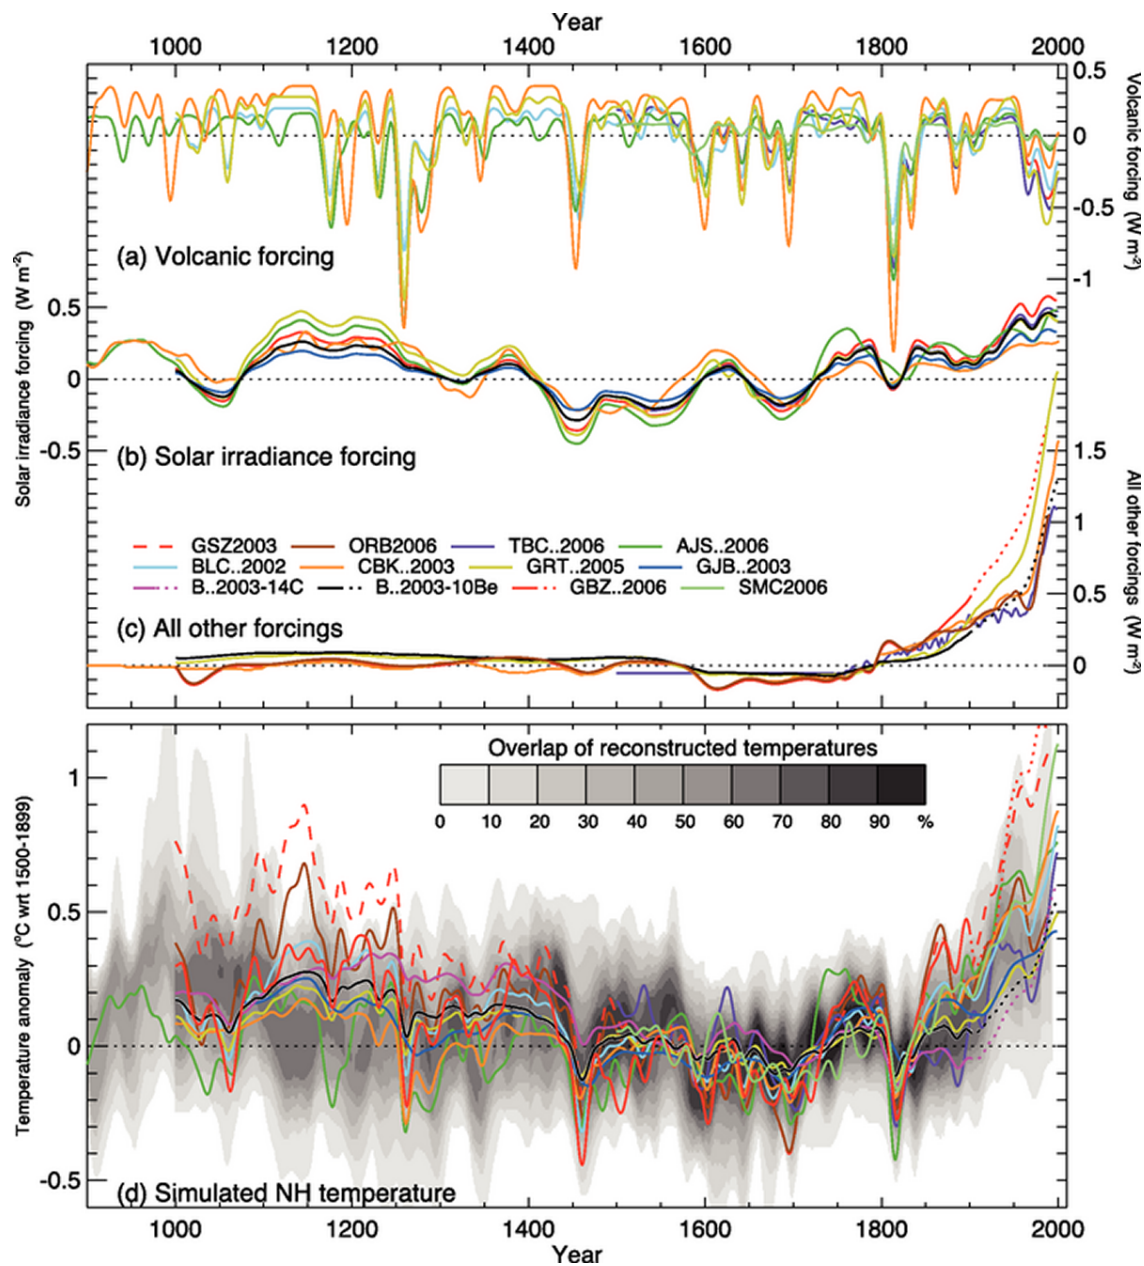 Year
1000 1200 1400 1600 1800 2000
0.5
0
-0.5
-1
Volcanic forcing (W m⁻²)
(a) Volcanic forcing
Solar irradiance forcing (W m⁻²)
0.5
0
-0.5
(b) Solar irradiance forcing
1.5
1
0.5
0
All other forcings (W m⁻²)
GSZ2003 ORB2006 TBC..2006 AJS..2006
BLC..2002 CBK..2003 GRT..2005 GJB..2003
B..2003-14C B..2003-10Be GBZ..2006 SMC2006
(c) All other forcings
Overlap of reconstructed temperatures
0 10 20 30 40 50 60 70 80 90 %
Temperature anomaly (°C wrt 1500-1899)
1
0.5
0
-0.5
(d) Simulated NH temperature
1000 1200 1400 1600 1800 2000
Year